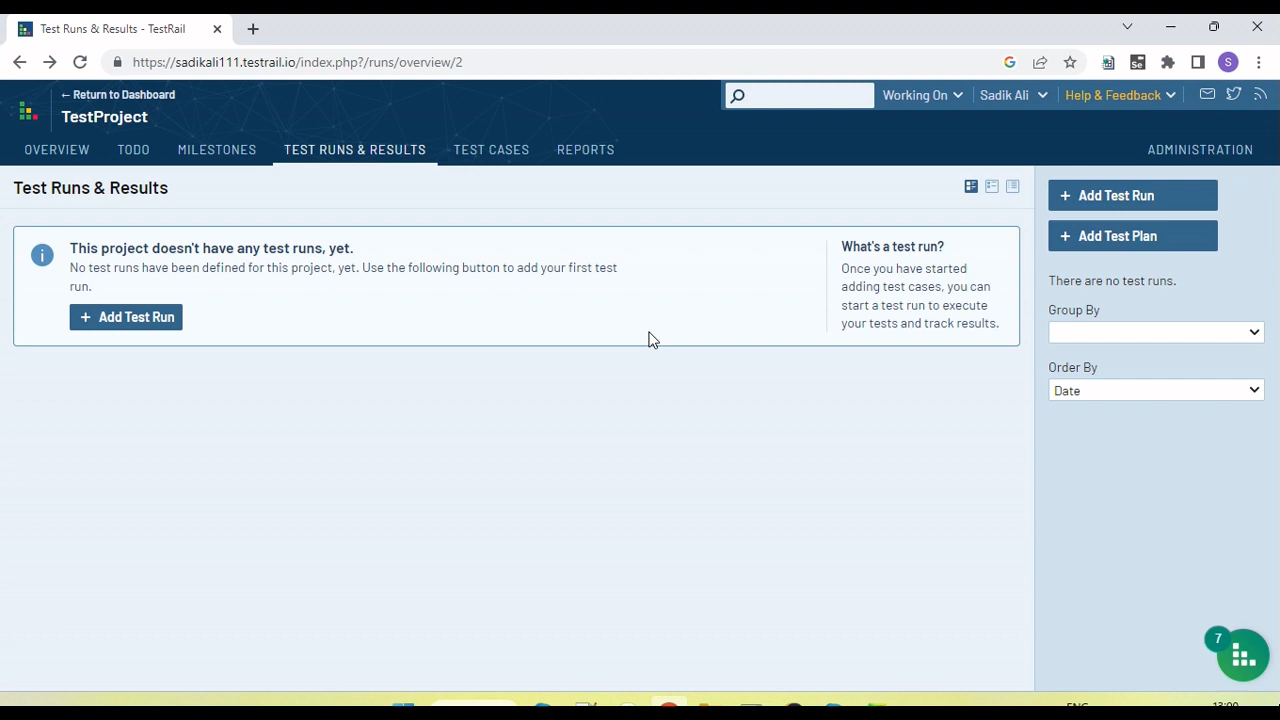 Test Runs & Results - TestRail
https://sadikali111.testrail.io/index.php?/runs/overview/2
S
← Return to Dashboard
TestProject
Working On
Sadik Ali
Help & Feedback
OVERVIEW
TODO
MILESTONES
TEST RUNS & RESULTS
TEST CASES
REPORTS
ADMINISTRATION
Test Runs & Results
This project doesn't have any test runs, yet.
No test runs have been defined for this project, yet. Use the following button to add your first test
run.
+ Add Test Run
What's a test run?
Once you have started
adding test cases, you can
start a test run to execute
your tests and track results.
+ Add Test Run
+ Add Test Plan
There are no test runs.
Group By
Order By
Date
7